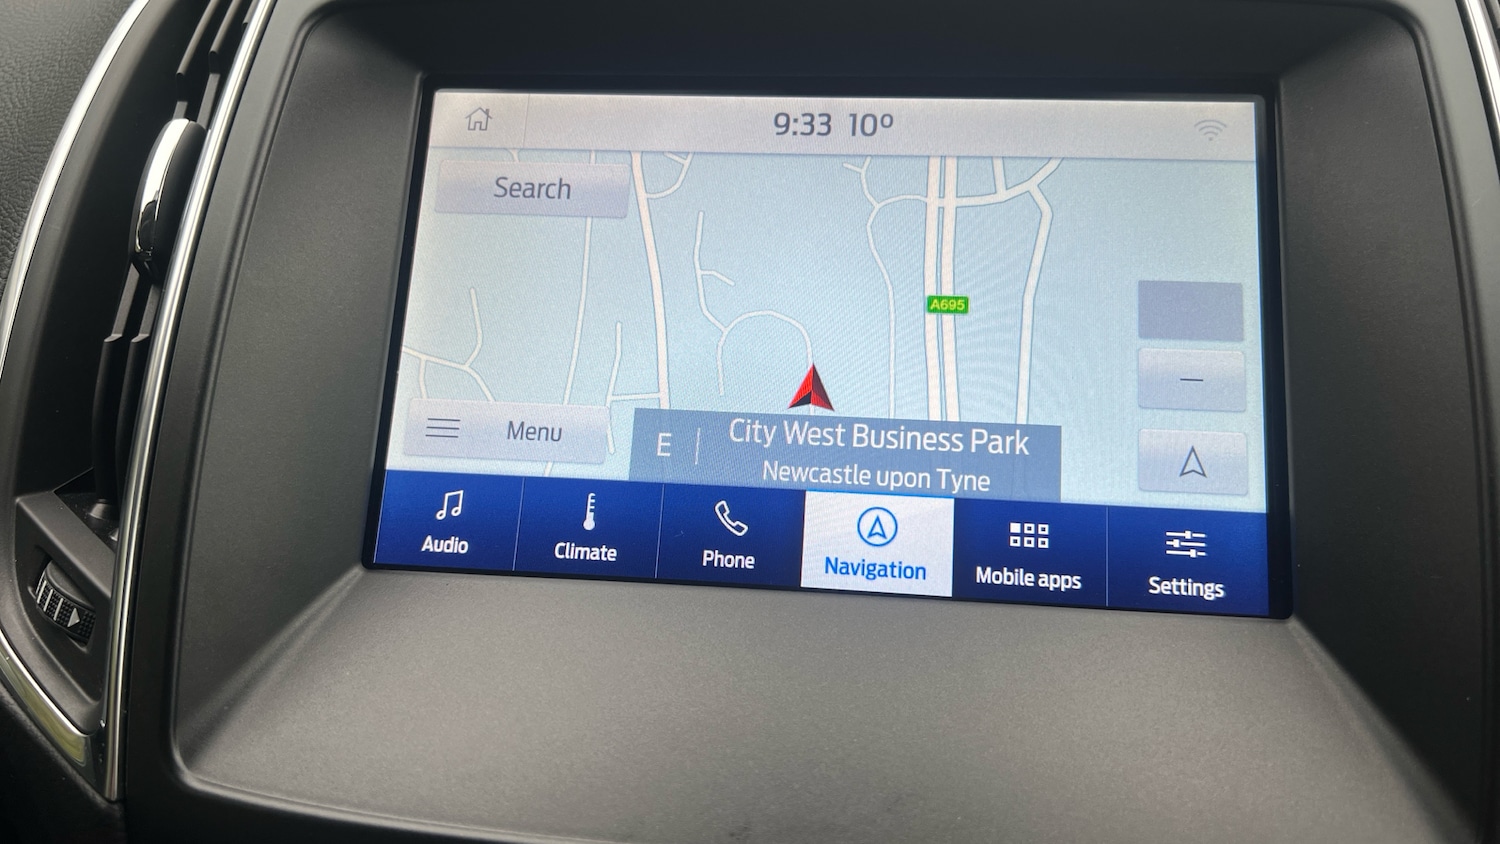 9:33 10°
Search
A695
—
Menu
E | City West Business Park
Newcastle upon Tyne
Audio
Climate
Phone
Navigation
Mobile apps
Settings